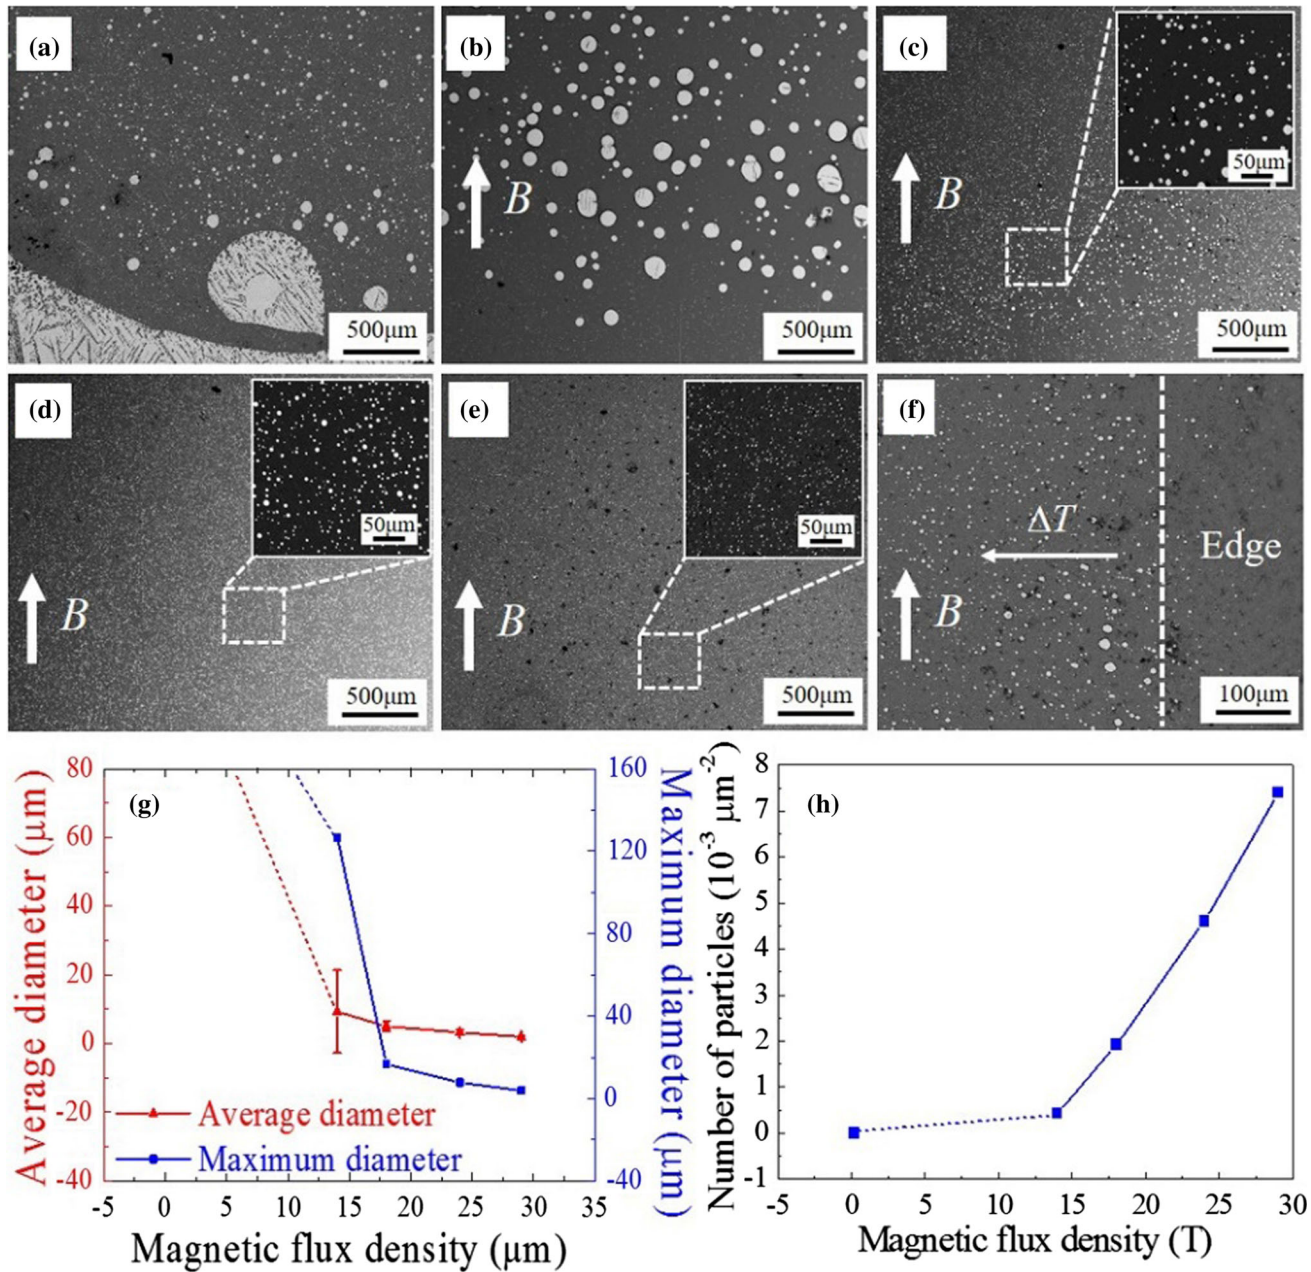 (a)
500μm
(b)
B
500μm
(c)
50μm
B
500μm
(d)
50μm
B
500μm
(e)
50μm
B
500μm
(f)
ΔT
Edge
B
100μm
(g)
Average diameter (μm)
80
60
40
20
0
-20
-40
Maximum diameter (μm)
160
120
80
40
0
-40
Average diameter
Maximum diameter
-5 0 5 10 15 20 25 30 35
Magnetic flux density (μm)
(h)
Number of particles (10⁻³ μm⁻²)
8
7
6
5
4
3
2
1
0
-1
0 5 10 15 20 25 30
Magnetic flux density (T)